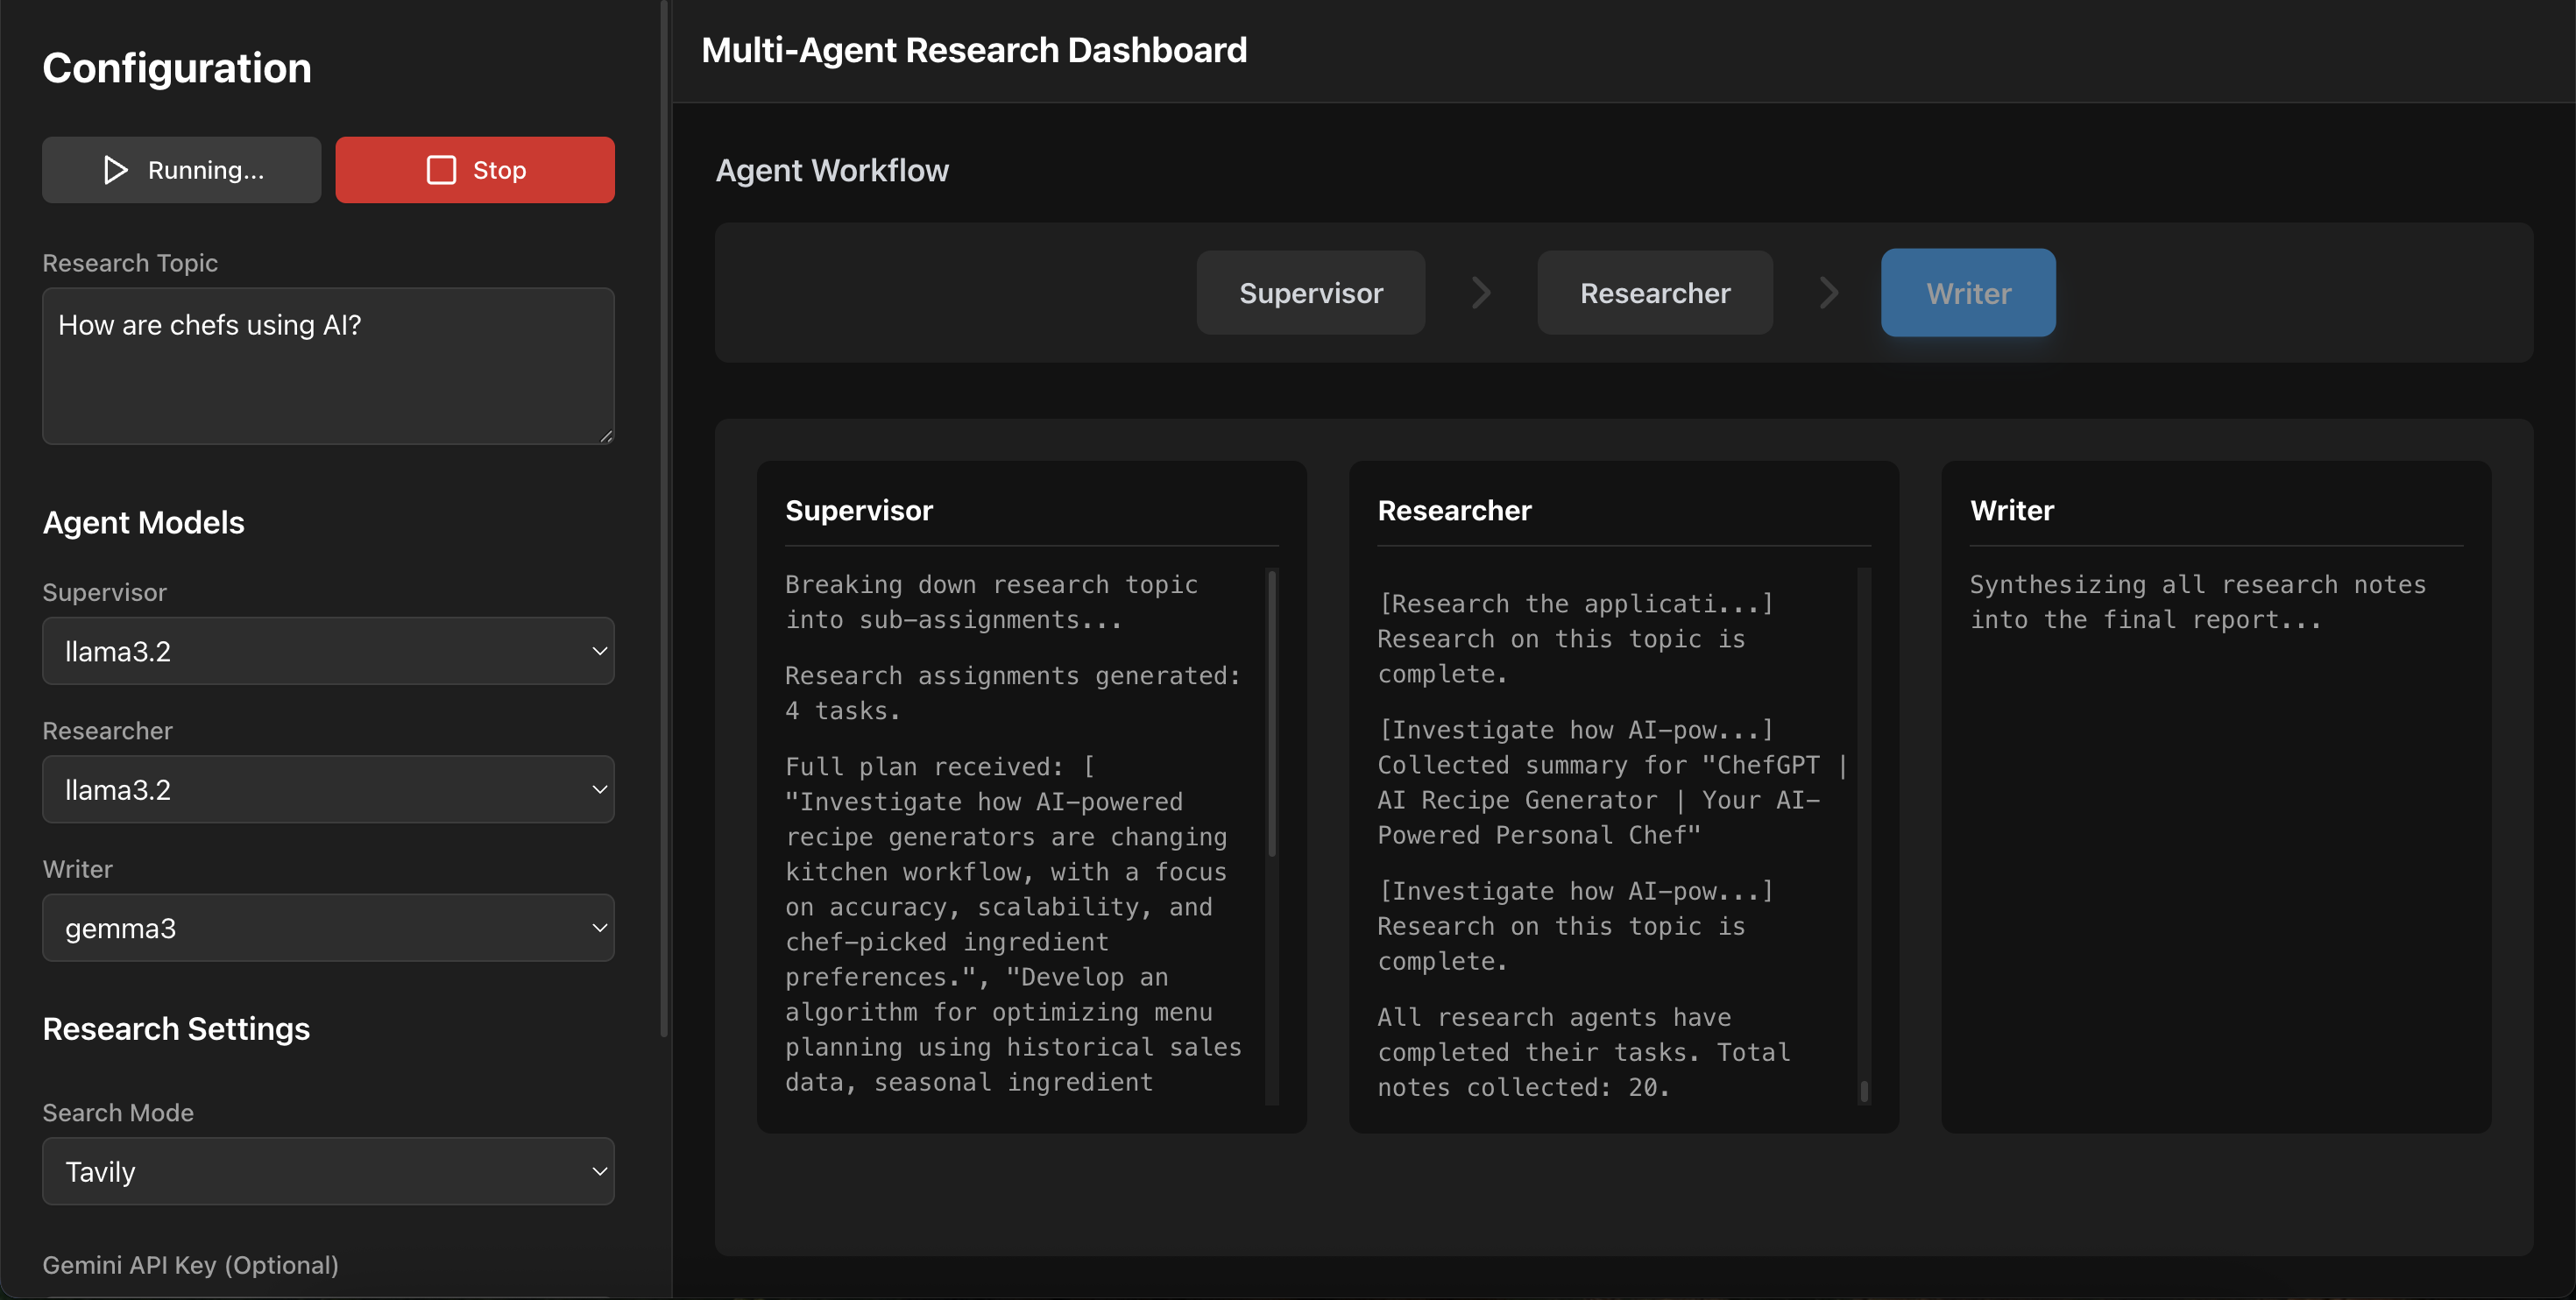 Configuration
Running...
Stop
Research Topic
How are chefs using AI?
Agent Models
Supervisor
llama3.2
Researcher
llama3.2
Writer
gemma3
Research Settings
Search Mode
Tavily
Gemini API Key (Optional)
Multi-Agent Research Dashboard
Agent Workflow
Supervisor
Researcher
Writer
Supervisor
Breaking down research topic
into sub-assignments...
Research assignments generated:
4 tasks.
Full plan received: [
"Investigate how AI-powered
recipe generators are changing
kitchen workflow, with a focus
on accuracy, scalability, and
chef-picked ingredient
preferences.", "Develop an
algorithm for optimizing menu
planning using historical sales
data, seasonal ingredient
Researcher
[Research the applicati...]
Research on this topic is
complete.
[Investigate how AI-pow...]
Collected summary for "ChefGPT |
AI Recipe Generator | Your AI-
Powered Personal Chef"
[Investigate how AI-pow...]
Research on this topic is
complete.
All research agents have
completed their tasks. Total
notes collected: 20.
Writer
Synthesizing all research notes
into the final report...